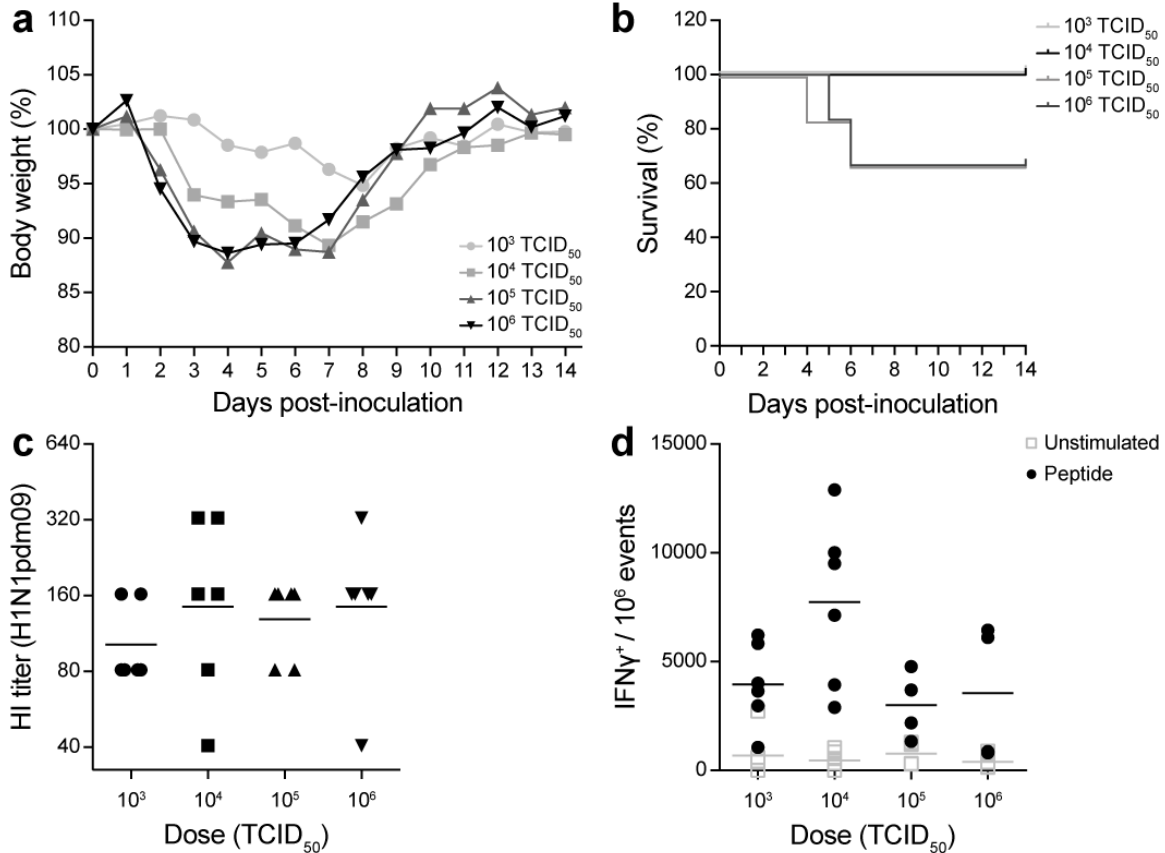 a
110
105
100
95
90
85
80
Body weight (%)
0 1 2 3 4 5 6 7 8 9 10 11 12 13 14
Days post-inoculation
10³ TCID₅₀
10⁴ TCID₅₀
10⁵ TCID₅₀
10⁶ TCID₅₀
b
120
100
80
60
40
20
0
Survival (%)
0 2 4 6 8 10 12 14
Days post-inoculation
10³ TCID₅₀
10⁴ TCID₅₀
10⁵ TCID₅₀
10⁶ TCID₅₀
c
640
320
160
80
40
HI titer (H1N1pdm09)
10³ 10⁴ 10⁵ 10⁶
Dose (TCID₅₀)
d
15000
10000
5000
0
IFNγ⁺ / 10⁶ events
10³ 10⁴ 10⁵ 10⁶
Dose (TCID₅₀)
Unstimulated
Peptide